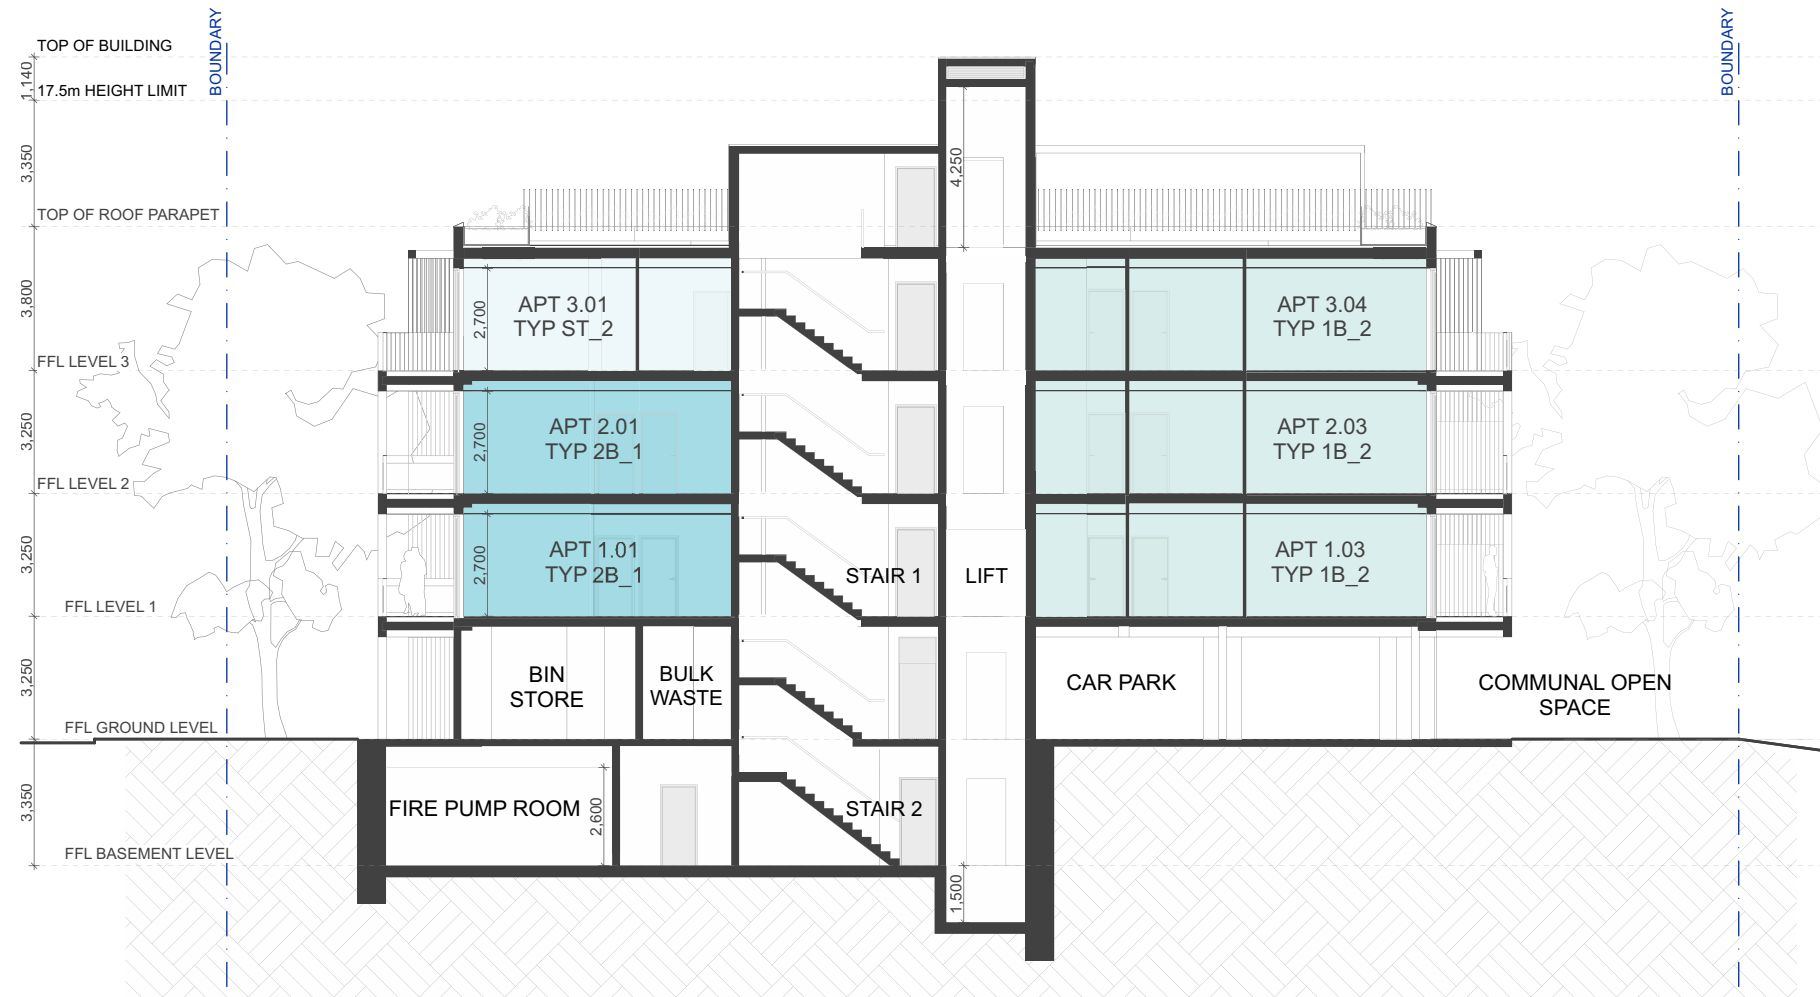 BOUNDARY
BOUNDARY
TOP OF BUILDING
1,140
17.5m HEIGHT LIMIT
3,350
4,250
TOP OF ROOF PARAPET
3,800
2,700
APT 3.01
TYP ST_2
APT 3.04
TYP 1B_2
FFL LEVEL 3
3,250
2,700
APT 2.01
TYP 2B_1
APT 2.03
TYP 1B_2
FFL LEVEL 2
3,250
2,700
APT 1.01
TYP 2B_1
STAIR 1
LIFT
APT 1.03
TYP 1B_2
FFL LEVEL 1
3,250
BIN
STORE
BULK
WASTE
CAR PARK
COMMUNAL OPEN
SPACE
FFL GROUND LEVEL
3,350
FIRE PUMP ROOM
2,600
STAIR 2
FFL BASEMENT LEVEL
1,500